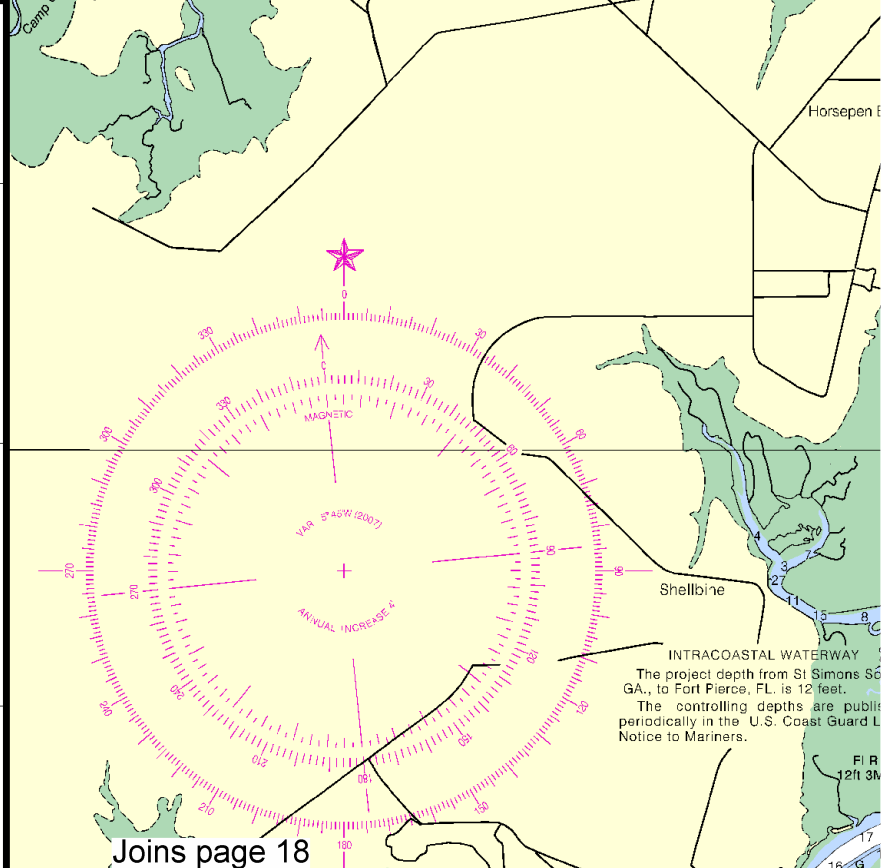 Camp
Horsepen
0
30
60
90
120
150
180
210
240
270
300
330
0
30
60
90
120
150
180
210
270
300
330
MAGNETIC
VAR 5°45'W (2007)
ANNUAL INCREASE 4'
4
7
3
27
11
15
8
Shellbine
INTRACOASTAL WATERWAY
The project depth from St Simons So
GA., to Fort Pierce, FL. is 12 feet.
The controlling depths are publis
periodically in the U.S. Coast Guard L
Notice to Mariners.
Fl R
12ft 3M
17
16
G
Joins page 18